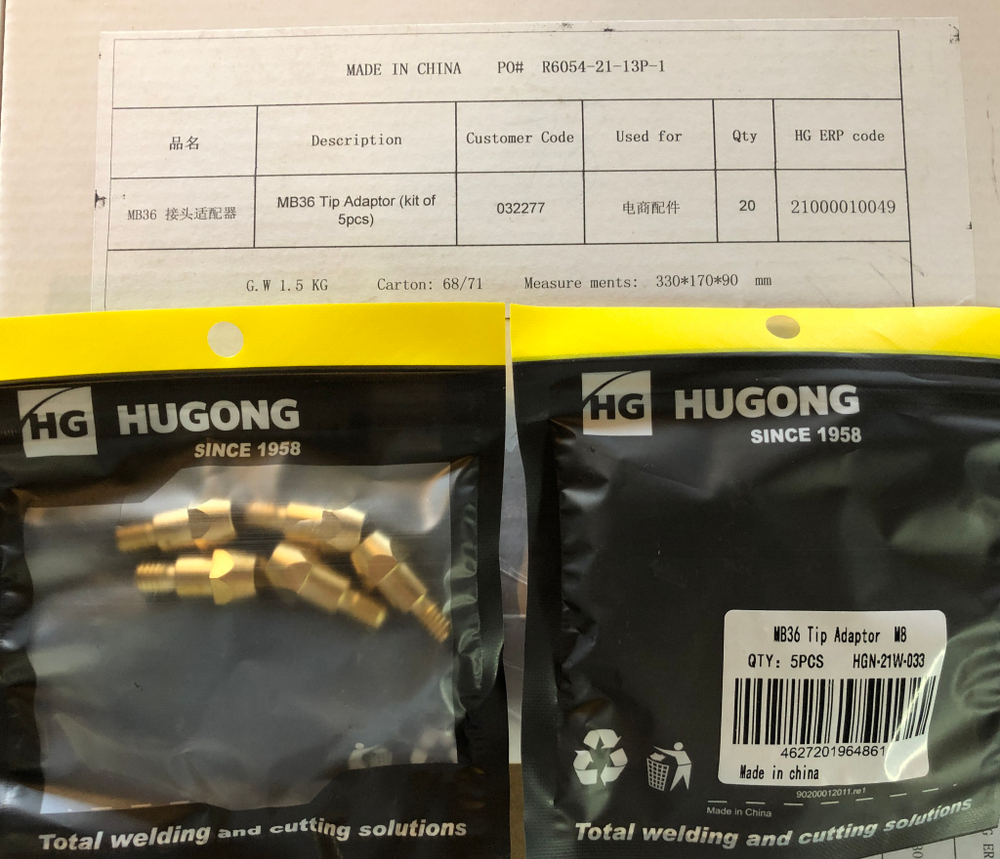 MADE IN CHINA PO# R6054-21-13P-1
品名 Description Customer Code Used for Qty HG ERP code
MB36 接头适配器 MB36 Tip Adaptor (kit of 5pcs) 032277 电商配件 20 21000010049
G.W 1.5 KG Carton: 68/71 Measure ments: 330*170*90 mm
HG HUGONG
SINCE 1958
Total welding and cutting solutions
HG HUGONG
SINCE 1958
MB36 Tip Adaptor M8
QTY: 5PCS HGN-21W-033
4627201964861
Made in china
90200012011.re1
Made in China
Total welding and cutting solutions